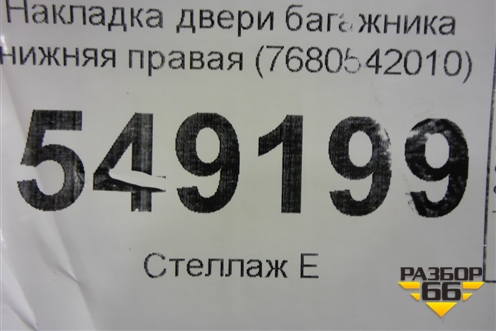 Накладка двери багажника
нижняя правая (7680542010)
549199
Стеллаж Е
РАЗБОР
66